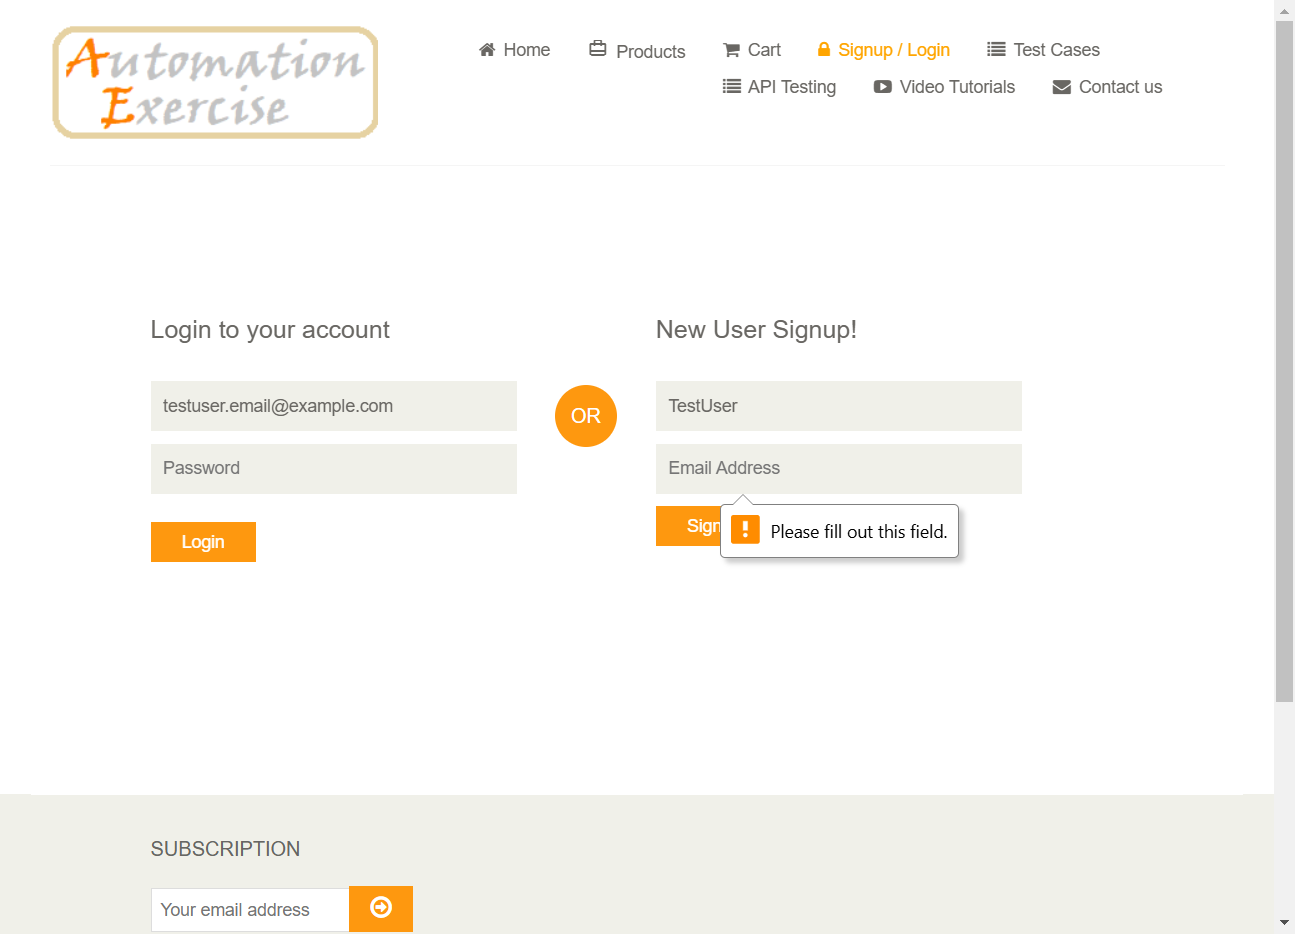 Automation
Exercise
Home
Products
Cart
Signup / Login
Test Cases
API Testing
Video Tutorials
Contact us
Login to your account
testuser.email@example.com
Password
Login
OR
New User Signup!
TestUser
Email Address
Sign
Please fill out this field.
SUBSCRIPTION
Your email address